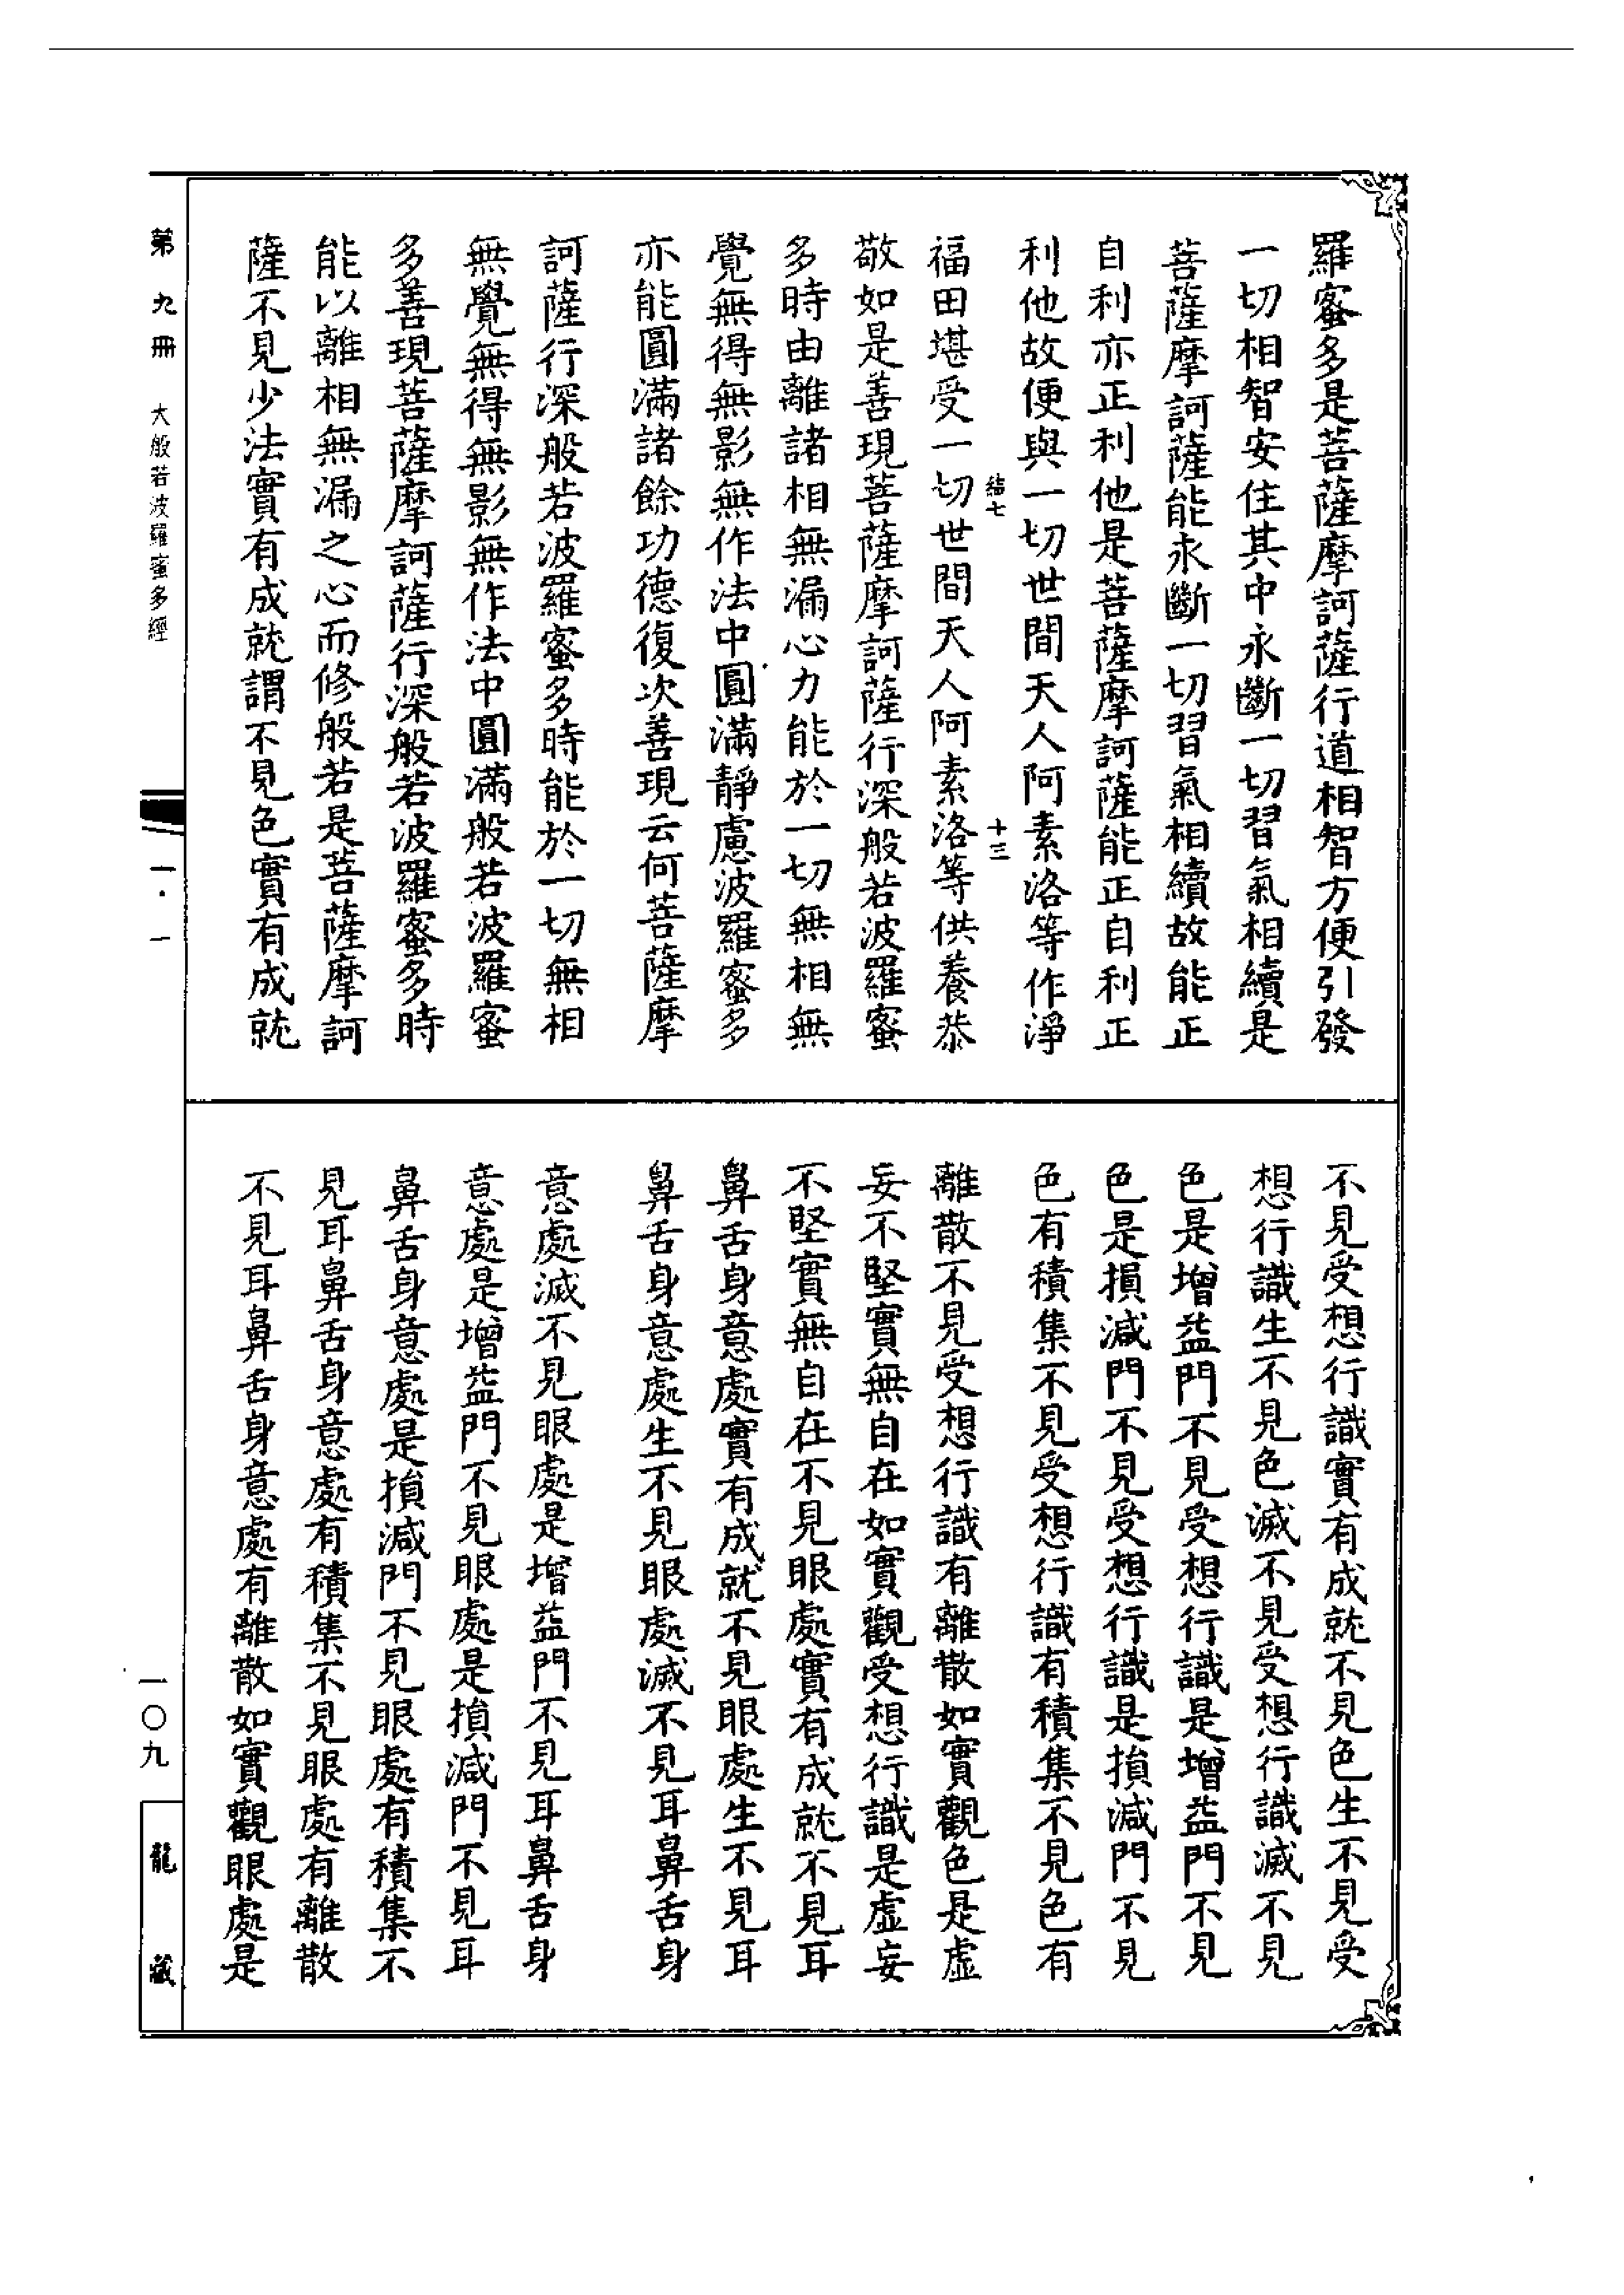 羅蜜多是菩薩摩訶薩行道相智方便引發
一切相智安住其中永斷一切習氣相續是
菩薩摩訶薩能永斷一切習氣相續故能正
自利亦正利他是菩薩摩訶薩能正自利正
利他故便與一切世間天人阿素洛等作淨
結七
十三
福田堪受一切世間天人阿素洛等供養恭
敬如是善現菩薩摩訶薩行深般若波羅蜜
多時由離諸相無漏心力能於一切無相無
覺無得無影無作法中圓滿靜慮波羅蜜多
亦能圓滿諸餘功德復次善現云何菩薩摩
訶薩行深般若波羅蜜多時能於一切無相
無覺無得無影無作法中圓滿般若波羅蜜
多善現菩薩摩訶薩行深般若波羅蜜多時
能以離相無漏之心而修般若是菩薩摩訶
薩不見少法實有成就謂不見色實有成就
不見受想行識實有成就不見色生不見受
想行識生不見色滅不見受想行識滅不見
色是增益門不見受想行識是增益門不見
色是損減門不見受想行識是損減門不見
色有積集不見受想行識有積集不見色有
離散不見受想行識有離散如實觀色是虛
妄不堅實無自在如實觀受想行識是虛妄
不堅實無自在不見眼處實有成就不見耳
鼻舌身意處實有成就不見眼處生不見耳
鼻舌身意處生不見眼處滅不見耳鼻舌身
意處滅不見眼處是增益門不見耳鼻舌身
意處是增益門不見眼處是損減門不見耳
鼻舌身意處是損減門不見眼處有積集不
見耳鼻舌身意處有積集不見眼處有離散
不見耳鼻舌身意處有離散如實觀眼處是
第九冊 大般若波羅蜜多經
一·一
一〇九
龍藏